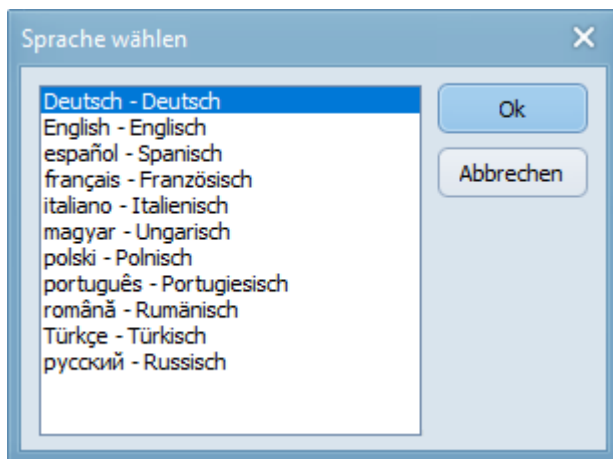 Sprache wählen
Deutsch - Deutsch
English - Englisch
español - Spanisch
français - Französisch
italiano - Italienisch
magyar - Ungarisch
polski - Polnisch
português - Portugiesisch
română - Rumänisch
Türkçe - Türkisch
русский - Russisch
Ok
Abbrechen